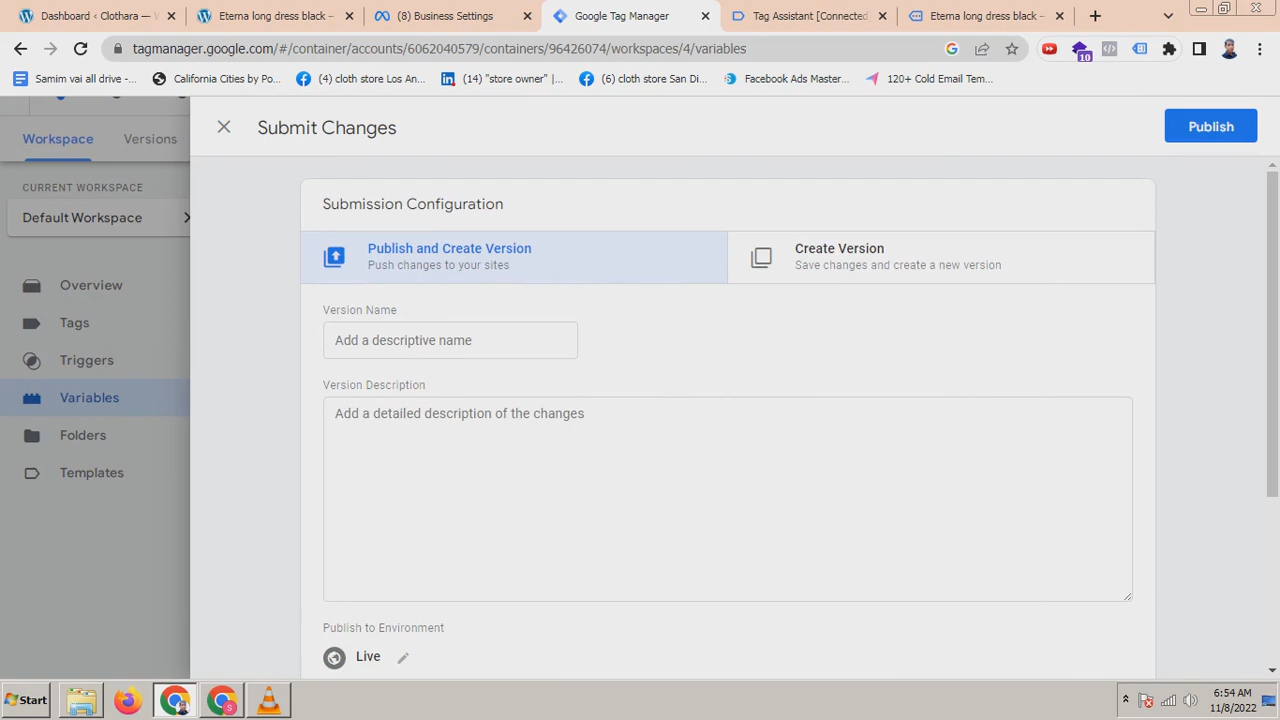 Dashboard ‹ Clothara —
Eterna long dress black –
(8) Business Settings
Google Tag Manager
Tag Assistant [Connected
Eterna long dress black –
tagmanager.google.com/#/container/accounts/6062040579/containers/96426074/workspaces/4/variables
10
Samim vai all drive -...
California Cities by Po...
(4) cloth store Los An...
(14) "store owner" |...
(6) cloth store San Di...
Facebook Ads Master...
120+ Cold Email Tem...
Submit Changes
Publish
Workspace
Versions
CURRENT WORKSPACE
Default Workspace
Overview
Tags
Triggers
Variables
Folders
Templates
Submission Configuration
Publish and Create Version
Push changes to your sites
Create Version
Save changes and create a new version
Version Name
Add a descriptive name
Version Description
Add a detailed description of the changes
Publish to Environment
Live
Start
S
6:54 AM
11/8/2022